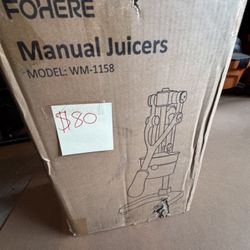 FOHERE
Manual Juicers
MODEL: WM-1158
$80